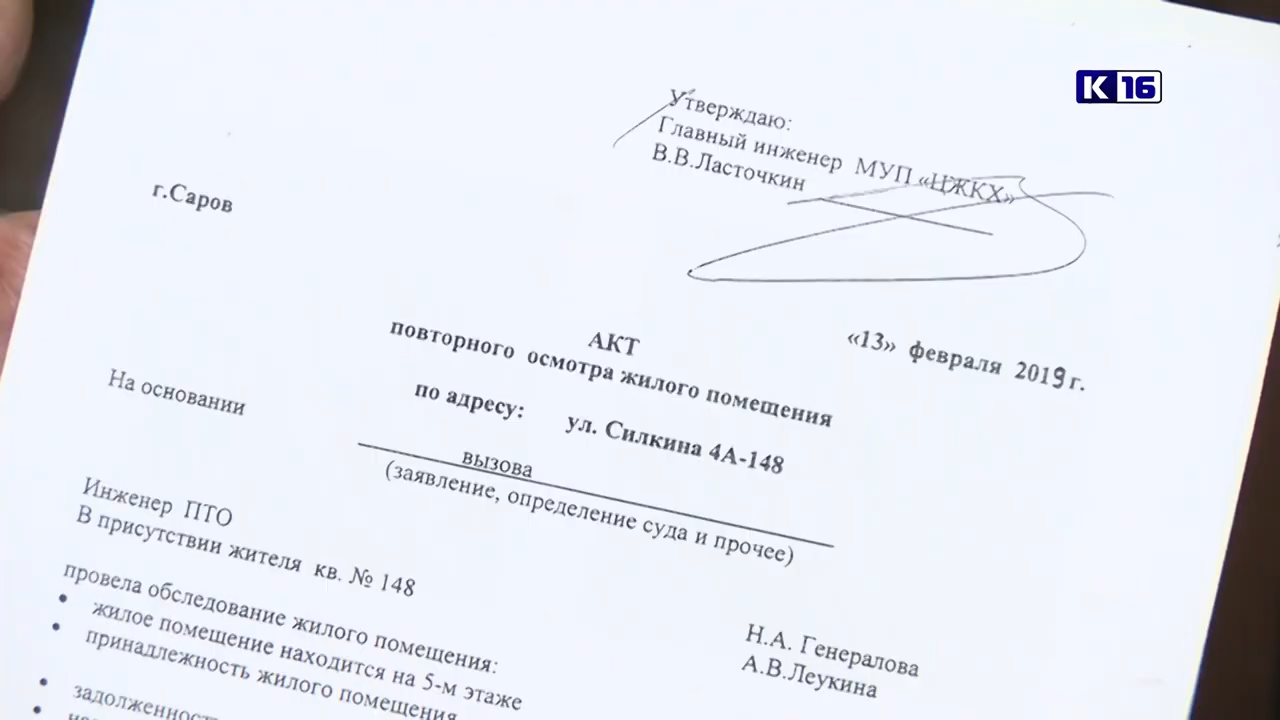 К 16
Утверждаю:
Главный инженер МУП «ЦЖКХ»
В.В.Ласточкин
г.Саров
«13» февраля 2019 г.
АКТ
повторного осмотра жилого помещения
по адресу: ул. Силкина 4А-148
На основании
вызова
(заявление, определение суда и прочее)
Инженер ПТО
Н.А. Генералова
В присутствии жителя кв. № 148
А.В.Леукина
провела обследование жилого помещения:
• жилое помещение находится на 5-м этаже
• принадлежность жилого помещения